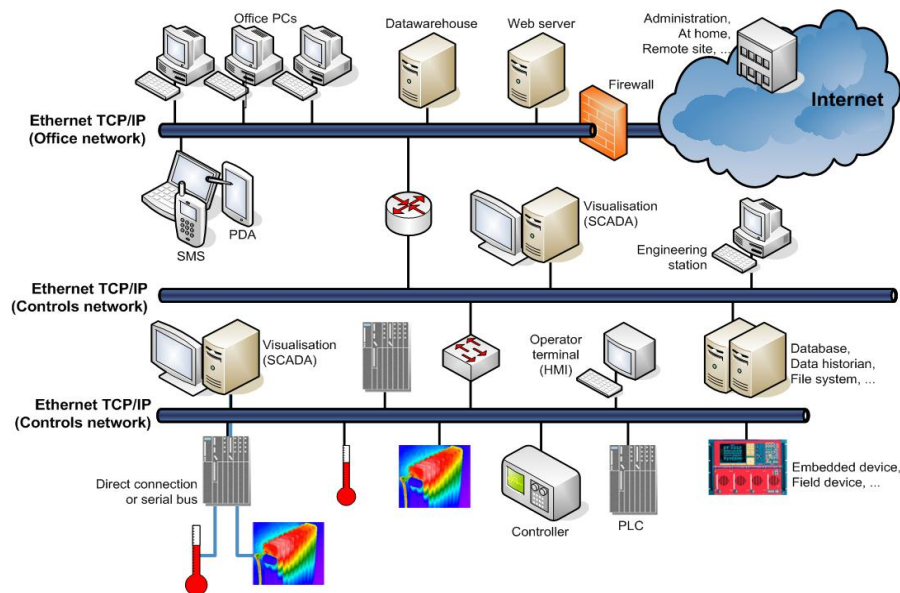 Office PCs
Datawarehouse
Web server
Administration,
At home,
Remote site, ...
Firewall
Internet
Ethernet TCP/IP
(Office network)
SMS
PDA
Visualisation
(SCADA)
Engineering
station
Ethernet TCP/IP
(Controls network)
Visualisation
(SCADA)
Operator
terminal
(HMI)
Database,
Data historian,
File system, ...
Ethernet TCP/IP
(Controls network)
Direct connection
or serial bus
Controller
PLC
Embedded device,
Field device, ...